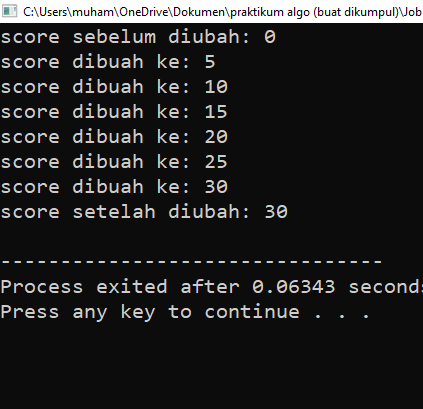 C:\Users\muham\OneDrive\Dokumen\praktikum algo (buat dikumpul)\Job
score sebelum diubah: 0
score dibuah ke: 5
score dibuah ke: 10
score dibuah ke: 15
score dibuah ke: 20
score dibuah ke: 25
score dibuah ke: 30
score setelah diubah: 30
--------------------------------
Process exited after 0.06343 seconds
Press any key to continue . . .